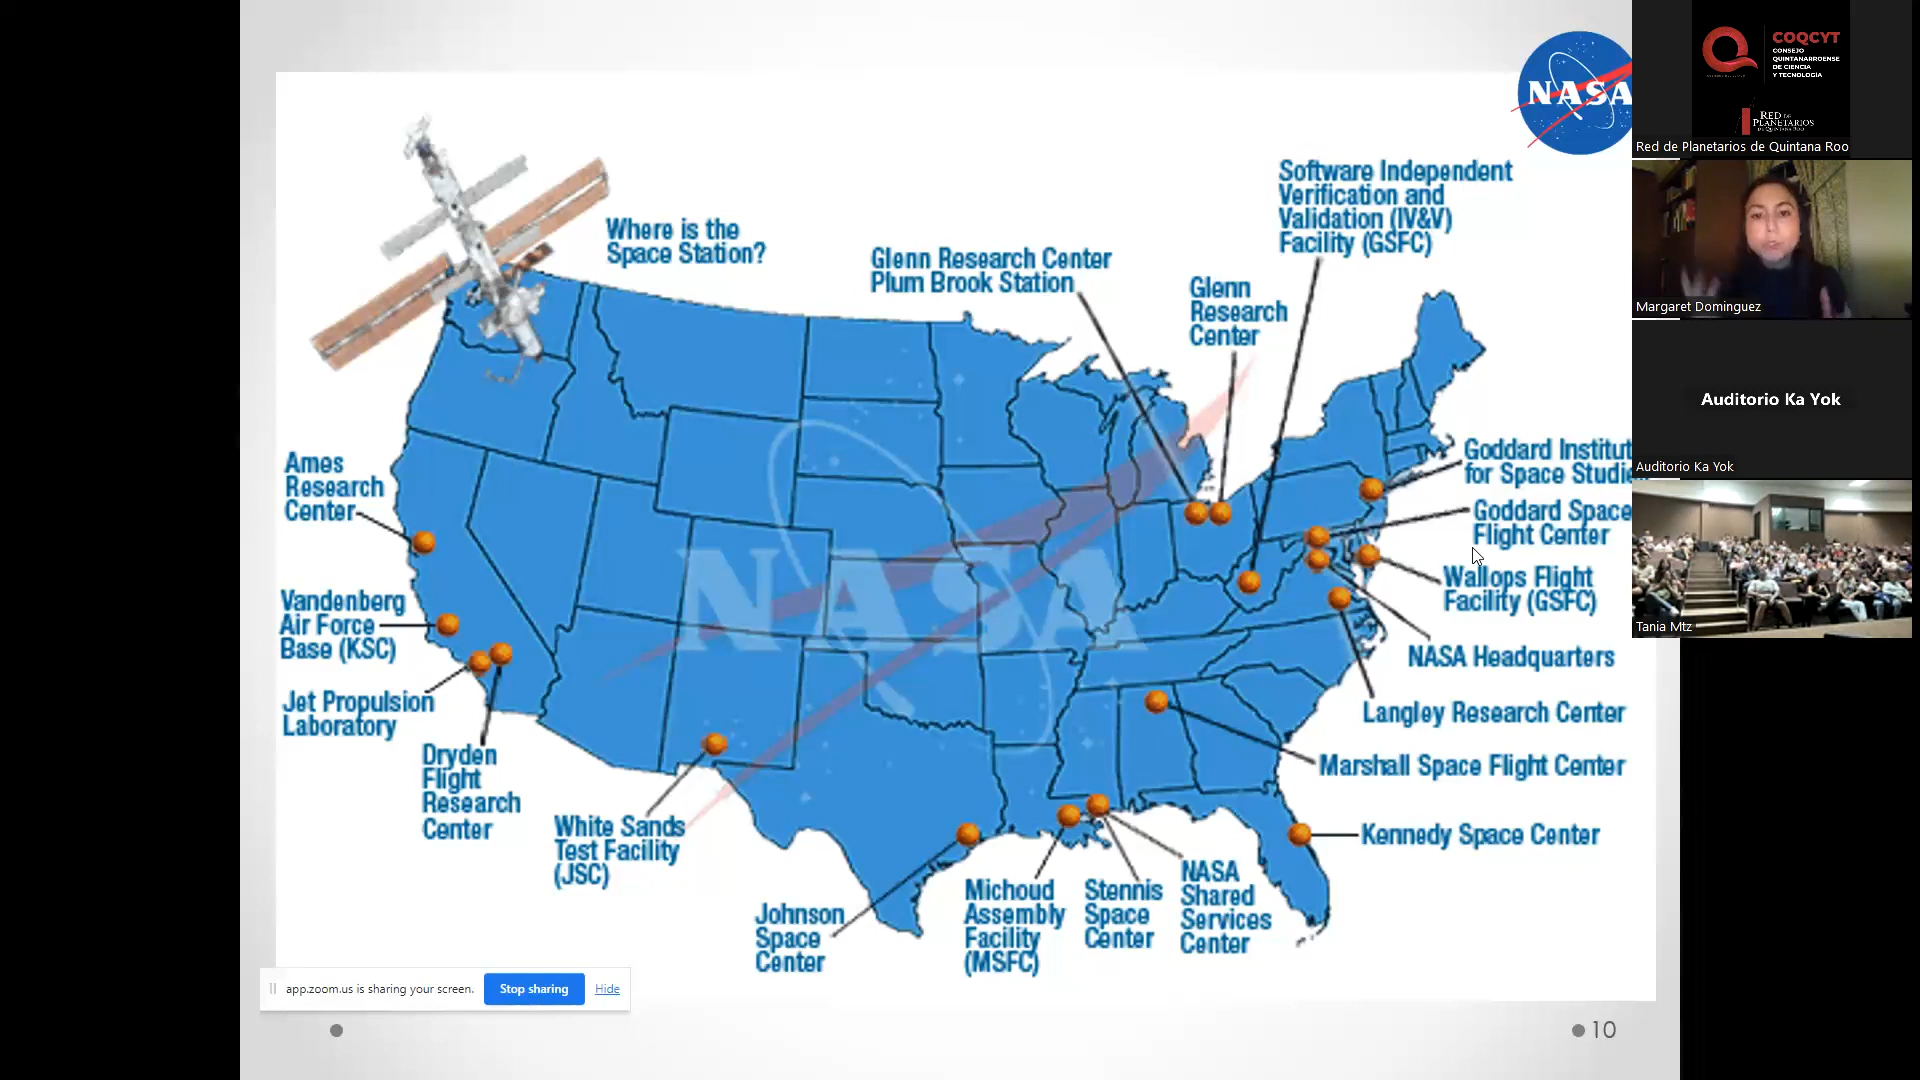 NASA
Where is the
Space Station?
Glenn Research Center
Plum Brook Station
Glenn
Research
Center
Software Independent
Verification and
Validation (IV&V)
Facility (GSFC)
Ames
Research
Center
Vandenberg
Air Force
Base (KSC)
Jet Propulsion
Laboratory
Dryden
Flight
Research
Center
White Sands
Test Facility
(JSC)
Johnson
Space
Center
Michoud
Assembly
Facility
(MSFC)
Stennis
Space
Center
NASA
Shared
Services
Center
Goddard Institut
for Space Studie
Goddard Space
Flight Center
Wallops Flight
Facility (GSFC)
NASA Headquarters
Langley Research Center
Marshall Space Flight Center
Kennedy Space Center
NASA
app.zoom.us is sharing your screen.
Stop sharing
Hide
10
COQCYT
CONSEJO
QUINTANARROENSE
DE CIENCIA
Y TECNOLOGÍA
RED DE
PLANETARIOS
DE QUINTANA ROO
Red de Planetarios de Quintana Roo
Margaret Dominguez
Auditorio Ka Yok
Auditorio Ka Yok
Tania Mtz